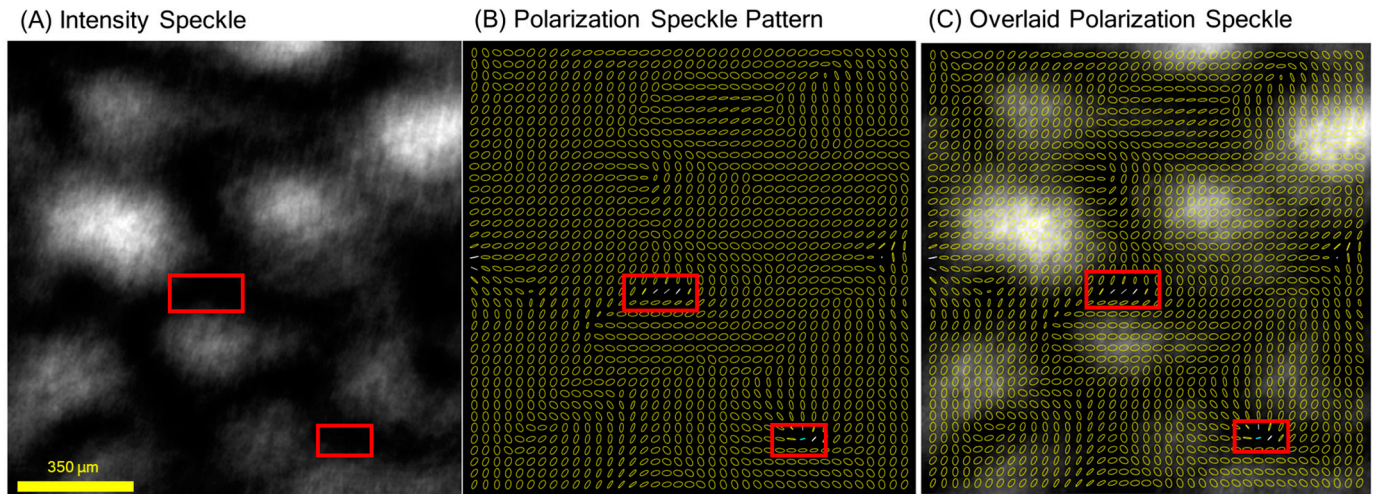 (A) Intensity Speckle
(B) Polarization Speckle Pattern
(C) Overlaid Polarization Speckle
350 µm